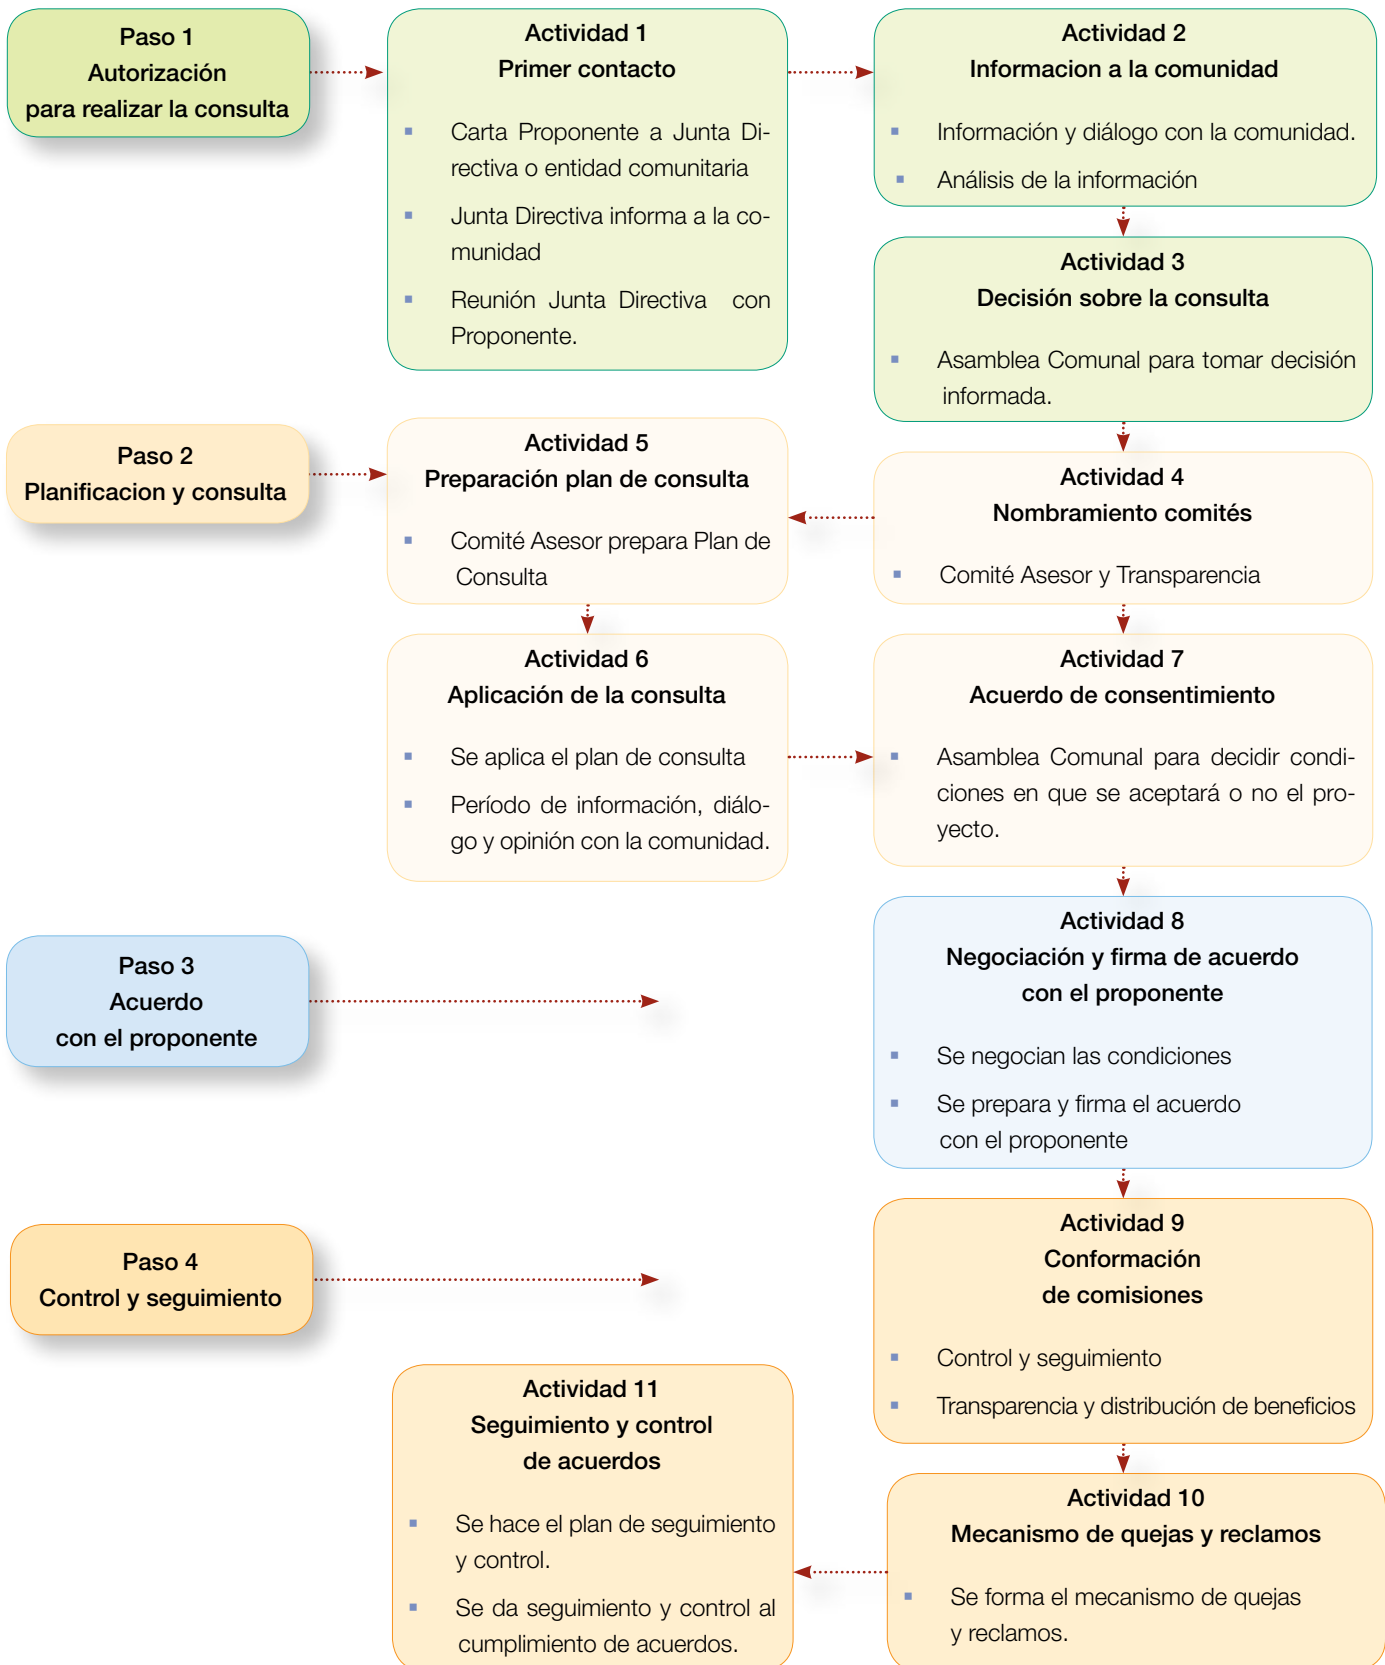 Paso 1
Autorización
para realizar la consulta
Actividad 1
Primer contacto
▪ Carta Proponente a Junta Di-
rectiva o entidad comunitaria
▪ Junta Directiva informa a la co-
munidad
▪ Reunión Junta Directiva con
Proponente.
Actividad 2
Informacion a la comunidad
▪ Información y diálogo con la comunidad.
▪ Análisis de la información
Actividad 3
Decisión sobre la consulta
▪ Asamblea Comunal para tomar decisión
informada.
Paso 2
Planificacion y consulta
Actividad 5
Preparación plan de consulta
▪ Comité Asesor prepara Plan de
Consulta
Actividad 4
Nombramiento comités
▪ Comité Asesor y Transparencia
Actividad 6
Aplicación de la consulta
▪ Se aplica el plan de consulta
▪ Período de información, diálo-
go y opinión con la comunidad.
Actividad 7
Acuerdo de consentimiento
▪ Asamblea Comunal para decidir condi-
ciones en que se aceptará o no el pro-
yecto.
Paso 3
Acuerdo
con el proponente
Actividad 8
Negociación y firma de acuerdo
con el proponente
▪ Se negocian las condiciones
▪ Se prepara y firma el acuerdo
con el proponente
Paso 4
Control y seguimiento
Actividad 9
Conformación
de comisiones
▪ Control y seguimiento
▪ Transparencia y distribución de beneficios
Actividad 11
Seguimiento y control
de acuerdos
▪ Se hace el plan de seguimiento
y control.
▪ Se da seguimiento y control al
cumplimiento de acuerdos.
Actividad 10
Mecanismo de quejas y reclamos
▪ Se forma el mecanismo de quejas
y reclamos.